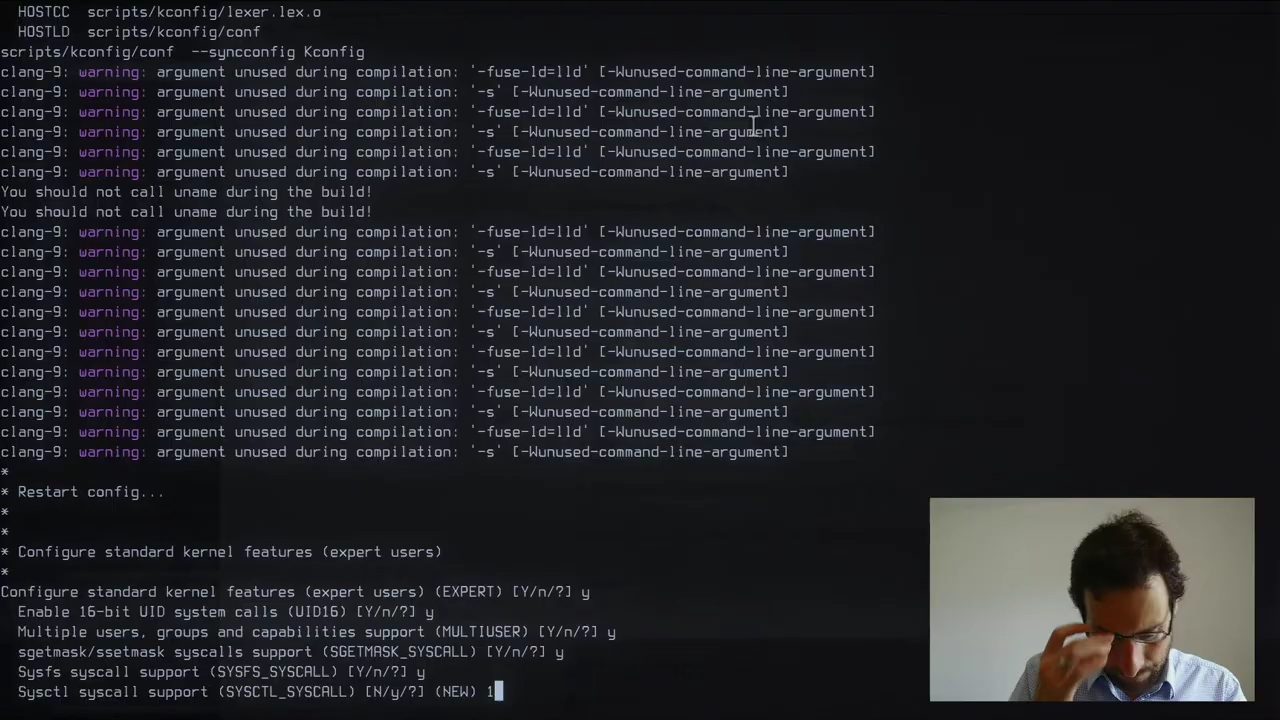 HOSTCC  scripts/kconfig/lexer.lex.o
HOSTLD  scripts/kconfig/conf
scripts/kconfig/conf  --syncconfig Kconfig
clang-9: warning: argument unused during compilation: '-fuse-ld=lld' [-Wunused-command-line-argument]
clang-9: warning: argument unused during compilation: '-s' [-Wunused-command-line-argument]
clang-9: warning: argument unused during compilation: '-fuse-ld=lld' [-Wunused-command-line-argument]
clang-9: warning: argument unused during compilation: '-s' [-Wunused-command-line-argument]
clang-9: warning: argument unused during compilation: '-fuse-ld=lld' [-Wunused-command-line-argument]
clang-9: warning: argument unused during compilation: '-s' [-Wunused-command-line-argument]
You should not call uname during the build!
You should not call uname during the build!
clang-9: warning: argument unused during compilation: '-fuse-ld=lld' [-Wunused-command-line-argument]
clang-9: warning: argument unused during compilation: '-s' [-Wunused-command-line-argument]
clang-9: warning: argument unused during compilation: '-fuse-ld=lld' [-Wunused-command-line-argument]
clang-9: warning: argument unused during compilation: '-s' [-Wunused-command-line-argument]
clang-9: warning: argument unused during compilation: '-fuse-ld=lld' [-Wunused-command-line-argument]
clang-9: warning: argument unused during compilation: '-s' [-Wunused-command-line-argument]
clang-9: warning: argument unused during compilation: '-fuse-ld=lld' [-Wunused-command-line-argument]
clang-9: warning: argument unused during compilation: '-s' [-Wunused-command-line-argument]
clang-9: warning: argument unused during compilation: '-fuse-ld=lld' [-Wunused-command-line-argument]
clang-9: warning: argument unused during compilation: '-s' [-Wunused-command-line-argument]
clang-9: warning: argument unused during compilation: '-fuse-ld=lld' [-Wunused-command-line-argument]
clang-9: warning: argument unused during compilation: '-s' [-Wunused-command-line-argument]
*
* Restart config...
*
*
* Configure standard kernel features (expert users)
*
Configure standard kernel features (expert users) (EXPERT) [Y/n/?] y
Enable 16-bit UID system calls (UID16) [Y/n/?] y
Multiple users, groups and capabilities support (MULTIUSER) [Y/n/?] y
sgetmask/ssetmask syscalls support (SGETMASK_SYSCALL) [Y/n/?] y
Sysfs syscall support (SYSFS_SYSCALL) [Y/n/?] y
Sysctl syscall support (SYSCTL_SYSCALL) [N/y/?] (NEW) 1